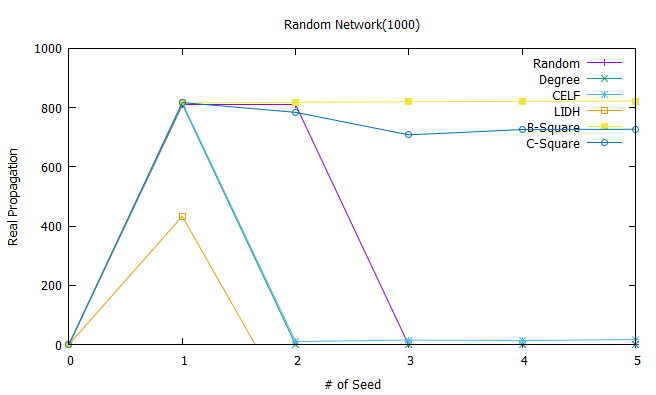 Random Network(1000)
1000
800
600
400
200
0
Real Propagation
0 1 2 3 4 5
# of Seed
Random
Degree
CELF
LIDH
B-Square
C-Square